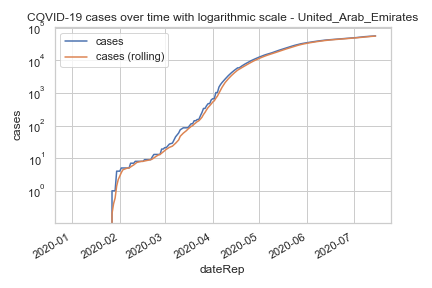 COVID-19 cases over time with logarithmic scale - United_Arab_Emirates
10^5
cases
cases (rolling)
10^4
10^3
10^2
10^1
10^0
cases
2020-01
2020-02
2020-03
2020-04
2020-05
2020-06
2020-07
dateRep